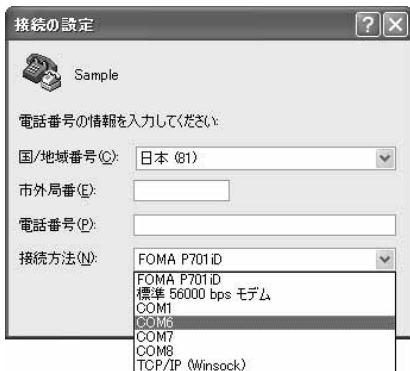 接続の設定
Sample
電話番号の情報を入力してください:
国/地域番号(C): 日本 (81)
市外局番(E):
電話番号(P):
接続方法(N): FOMA P701iD
FOMA P701iD
標準 56000 bps モデム
COM1
COM6
COM7
COM8
TCP/IP (Winsock)